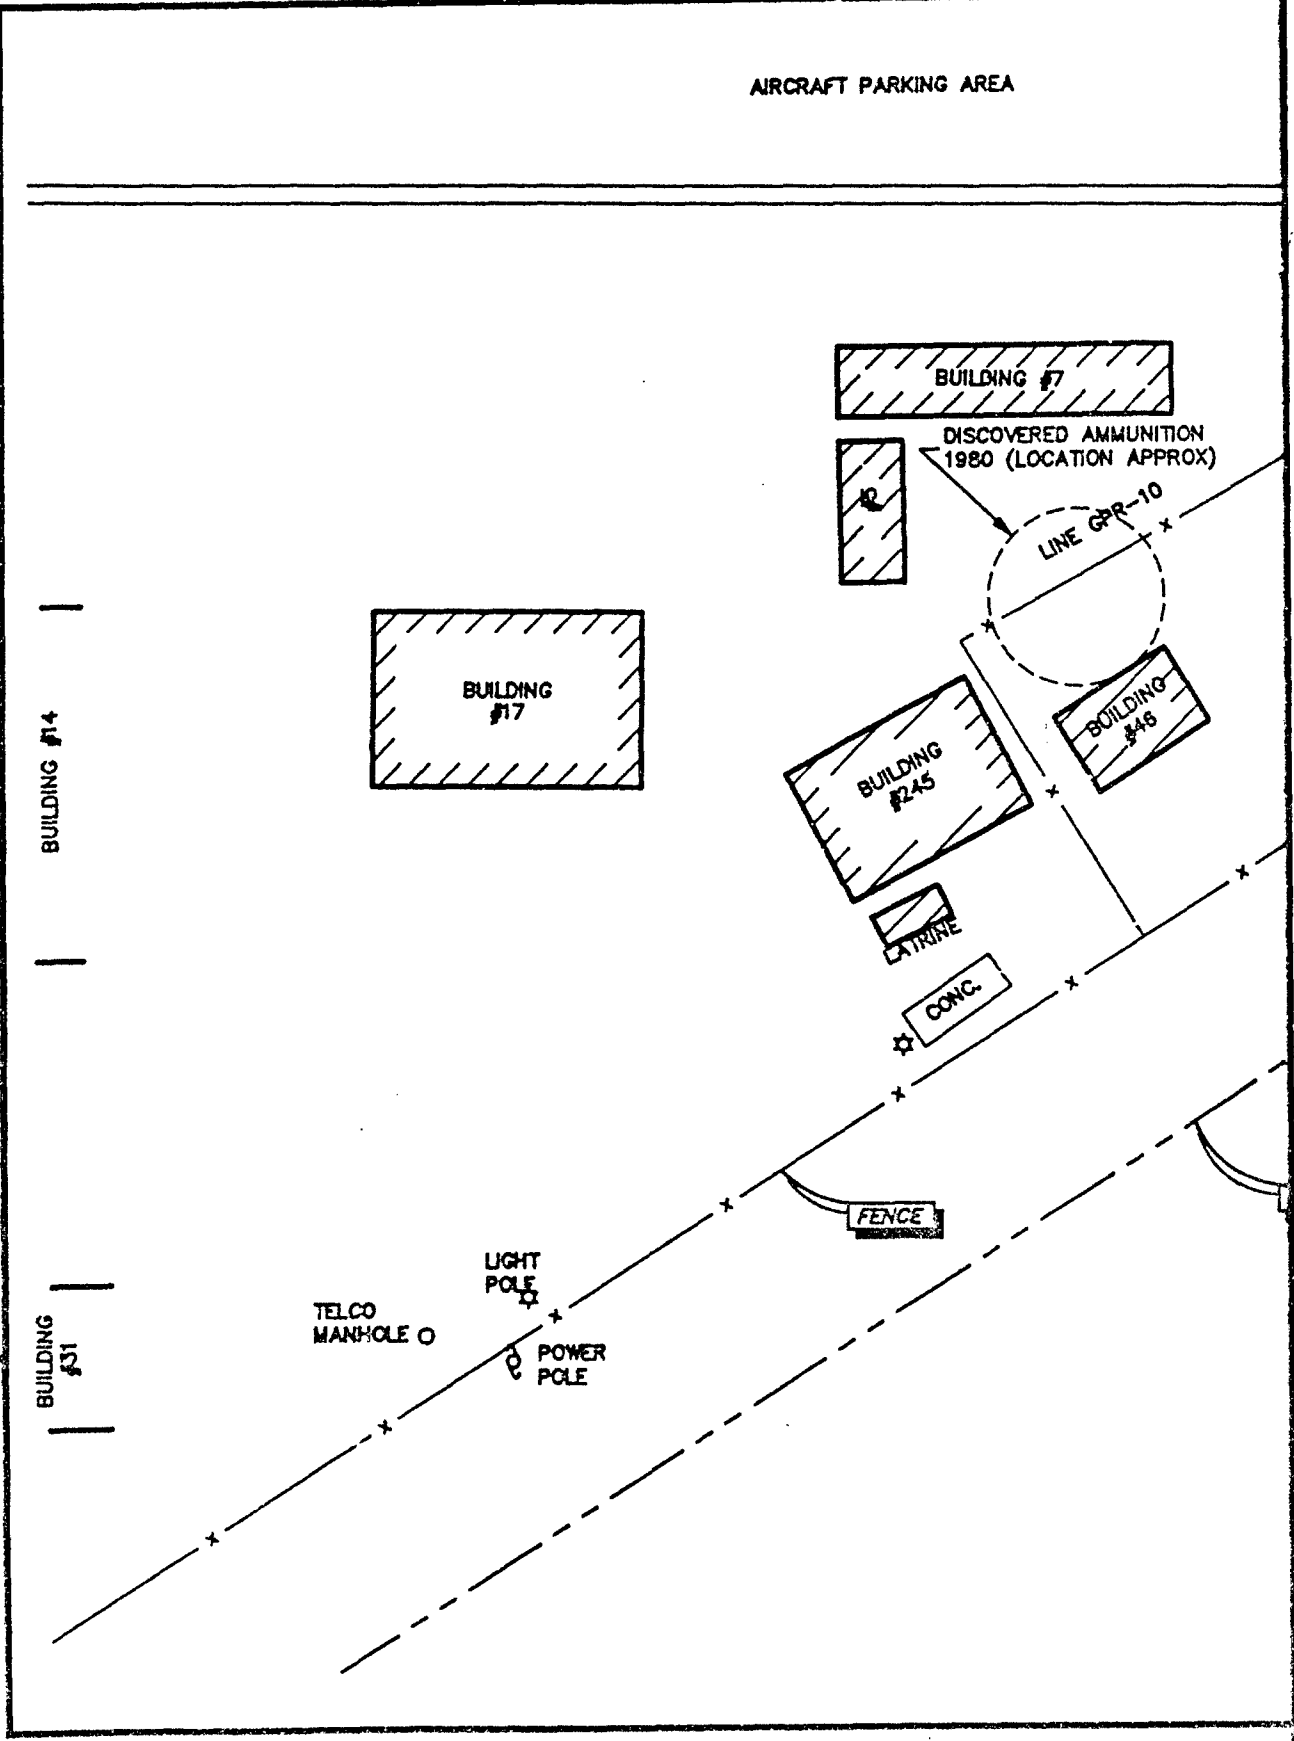 AIRCRAFT PARKING AREA
BUILDING #7
DISCOVERED AMMUNITION
1980 (LOCATION APPROX)
LINE GPR-10
BUILDING
#17
BUILDING
#46
BUILDING #14
BUILDING
#245
LATRINE
CONC.
FENCE
LIGHT
POLE
TELCO
MANHOLE
POWER
POLE
BUILDING
#31